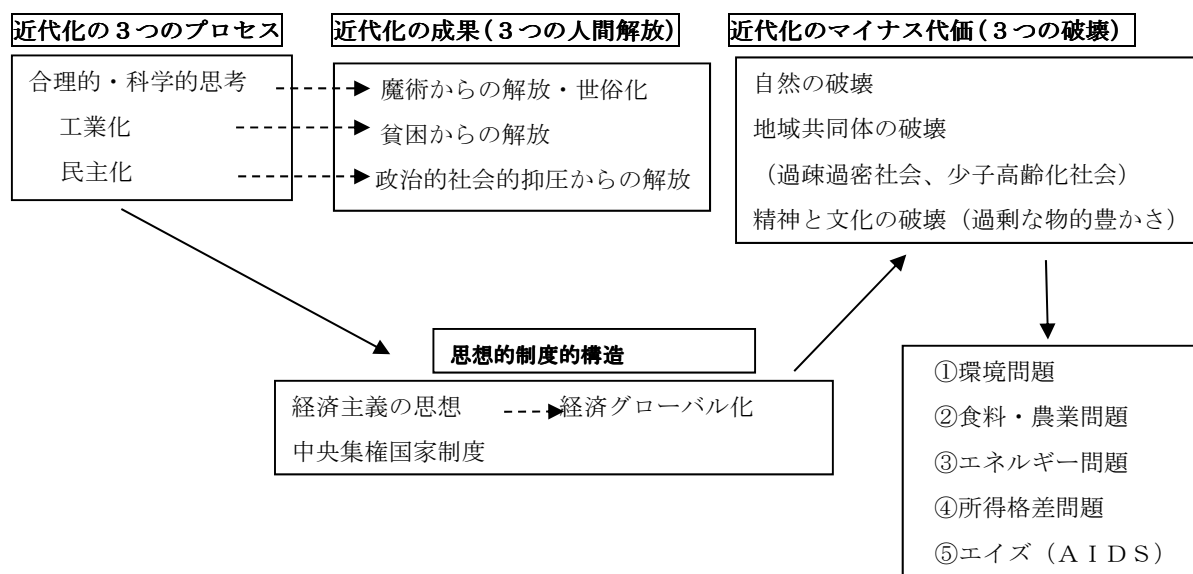 近代化の３つのプロセス
合理的・科学的思考
工業化
民主化
近代化の成果(３つの人間解放)
魔術からの解放・世俗化
貧困からの解放
政治的社会的抑圧からの解放
近代化のマイナス代価(３つの破壊)
自然の破壊
地域共同体の破壊
（過疎過密社会、少子高齢化社会）
精神と文化の破壊（過剰な物的豊かさ）
思想的制度的構造
経済主義の思想 経済グローバル化
中央集権国家制度
①環境問題
②食料・農業問題
③エネルギー問題
④所得格差問題
⑤エイズ（ＡＩＤＳ）